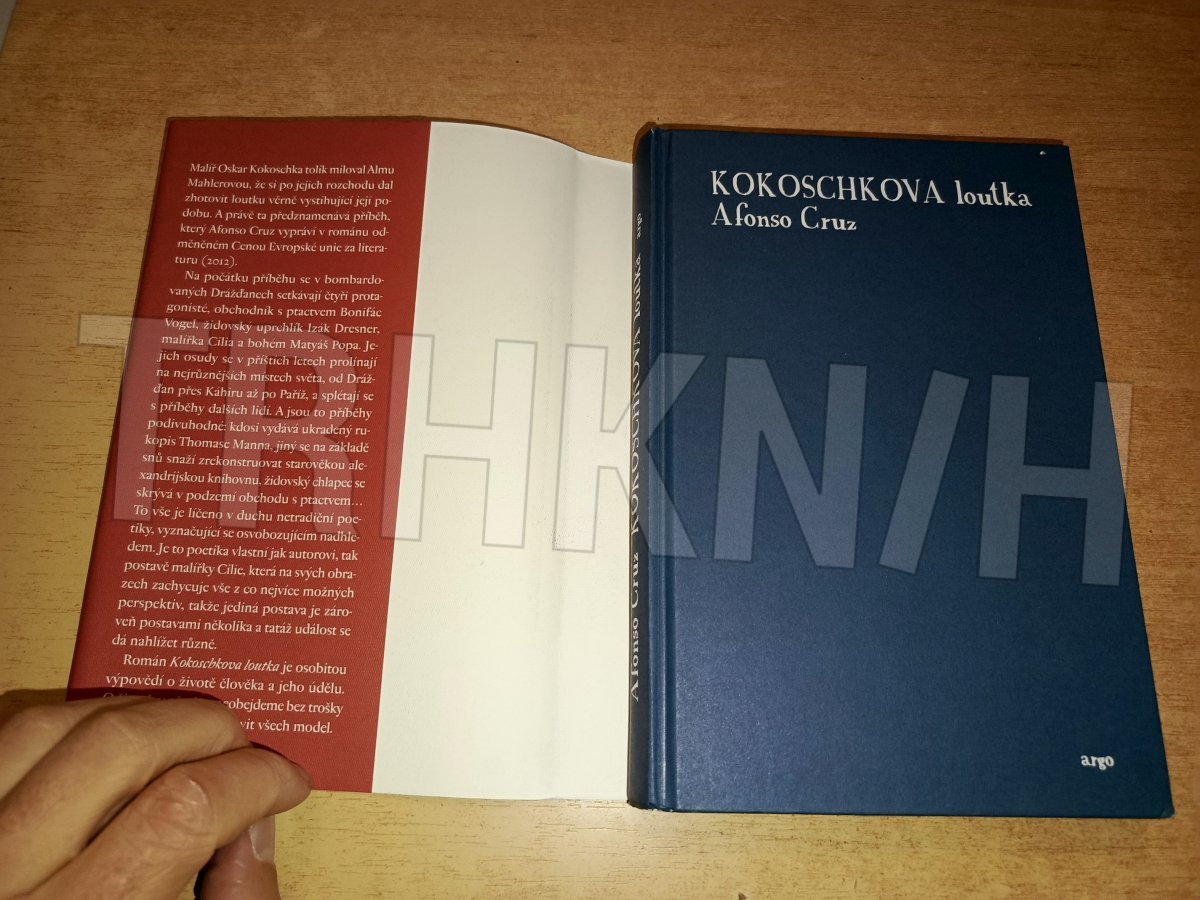 Malíř Oskar Kokoschka tolik miloval Almu
Mahlerovou, že si po jejich rozchodu dal
zhotovit loutku věrně vystihující její po-
dobu. A právě ta předznamenává příběh,
který Afonso Cruz vypráví v románu od-
měněném Cenou Evropské unie za litera-
turu (2012).
Na počátku příběhu se v bombardo-
vaných Drážďanech setkávají čtyři prota-
gonisté, obchodník s ptactvem Bonifác
Vogel, židovský uprchlík Izák Dresner,
malířka Cilia a bohém Matyáš Popa. Je-
jich osudy se v příštích letech prolínají
na nejrůznějších místech světa, od Dráž-
ďan přes Káhiru až po Paříž, a splétají se
s příběhy dalších lidí. A jsou to příběhy
podivuhodné: kdosi vydává ukradený ru-
kopis Thomase Manna, jiný se na základě
snů snaží zrekonstruovat starověkou ale-
xandrijskou knihovnu, židovský chlapec se
skrývá v podzemí obchodu s ptactvem…
To vše je líčeno v duchu netradiční poe-
tiky, vyznačující se osvobozujícím nadhle-
dem. Je to poetika vlastní jak autorovi, tak
postavě malířky Cilie, která na svých obra-
zech zachycuje vše z co nejvíce možných
perspektiv, takže jediná postava je záro-
veň postavami několika a tatáž událost se
dá nahlížet různě.
Román Kokoschkova loutka je osobitou
výpovědí o životě člověka a jeho údělu.
eobejdeme bez trošky
vit všech model.
Afonso Cruz KOKOSCHKOVA loutka argo
KOKOSCHKOVA loutka
Afonso Cruz
argo
TRHKN/H